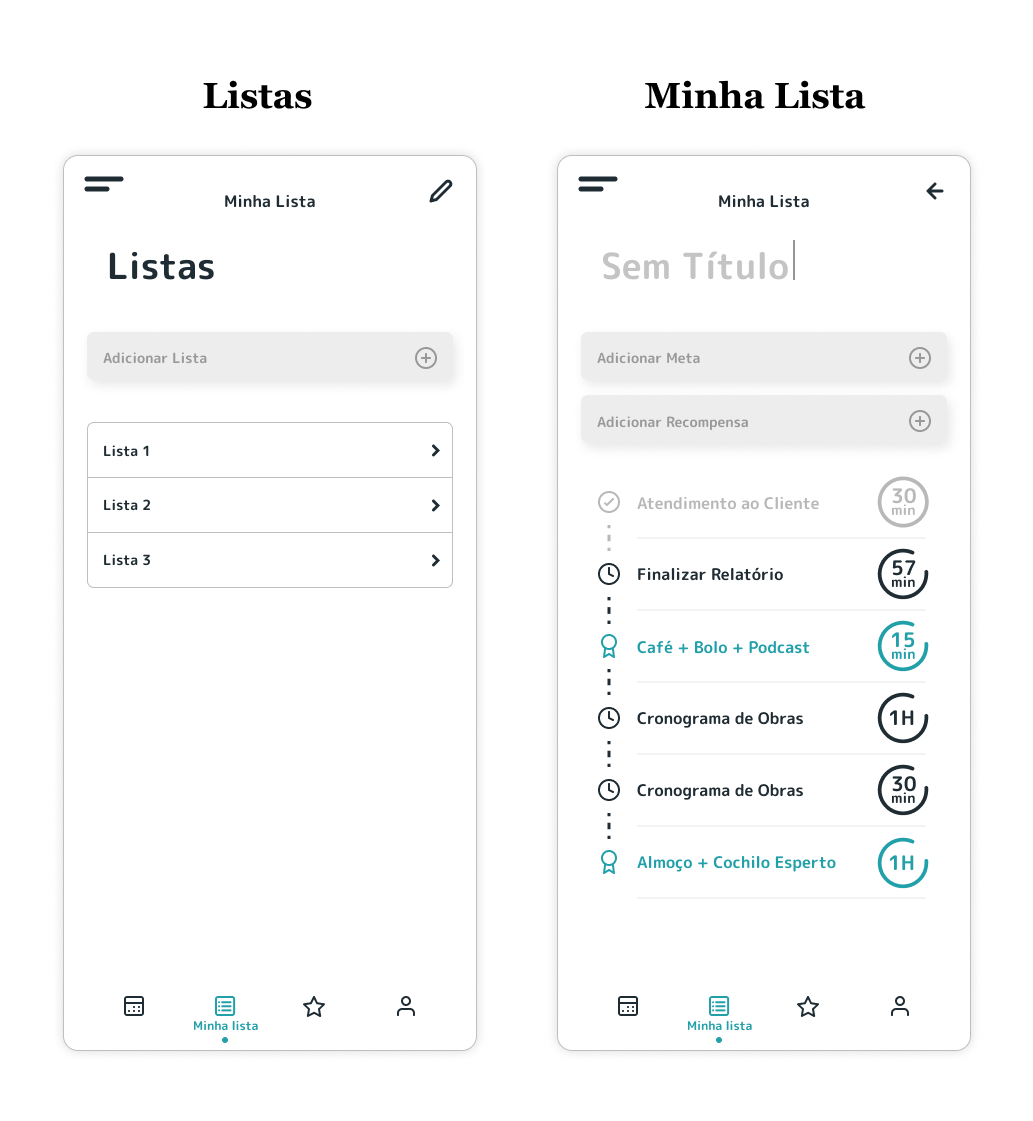 Listas
Minha Lista
Minha Lista
Listas
Adicionar Lista
Lista 1
Lista 2
Lista 3
Minha lista
Minha Lista
Sem Título
Adicionar Meta
Adicionar Recompensa
Atendimento ao Cliente
30
min
Finalizar Relatório
57
min
Café + Bolo + Podcast
15
min
Cronograma de Obras
1H
Cronograma de Obras
30
min
Almoço + Cochilo Esperto
1H
Minha lista